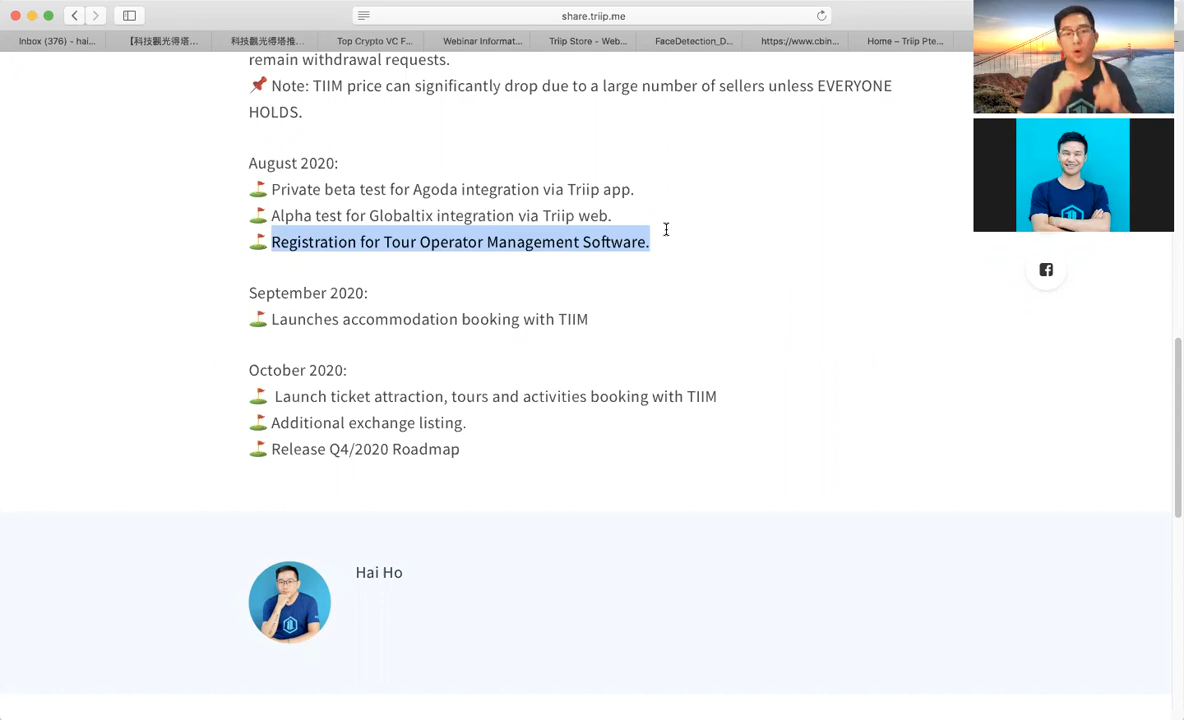 share.triip.me
Inbox (376) - hai...
【科技觀光得塔...
科技觀光得塔推...
Top Crypto VC F...
Webinar Informat...
Triip Store - Web...
FaceDetection_D...
https://www.cbin...
Home – Triip Pte...
remain withdrawal requests.
📌 Note: TIIM price can significantly drop due to a large number of sellers unless EVERYONE
HOLDS.
August 2020:
⛳ Private beta test for Agoda integration via Triip app.
⛳ Alpha test for Globaltix integration via Triip web.
⛳ Registration for Tour Operator Management Software.
September 2020:
⛳ Launches accommodation booking with TIIM
October 2020:
⛳ Launch ticket attraction, tours and activities booking with TIIM
⛳ Additional exchange listing.
⛳ Release Q4/2020 Roadmap
Hai Ho